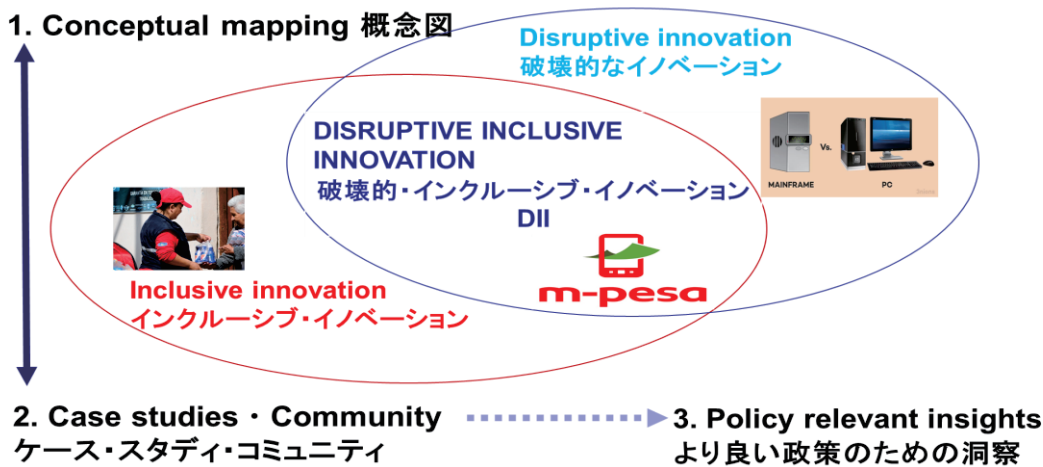 1. Conceptual mapping 概念図
Disruptive innovation
破壊的なイノベーション
DISRUPTIVE INCLUSIVE
INNOVATION
破壊的・インクルーシブ・イノベーション
DII
MAINFRAME
Vs.
PC
m-pesa
Inclusive innovation
インクルーシブ・イノベーション
2. Case studies・Community
ケース・スタディ・コミュニティ
3. Policy relevant insights
より良い政策のための洞察